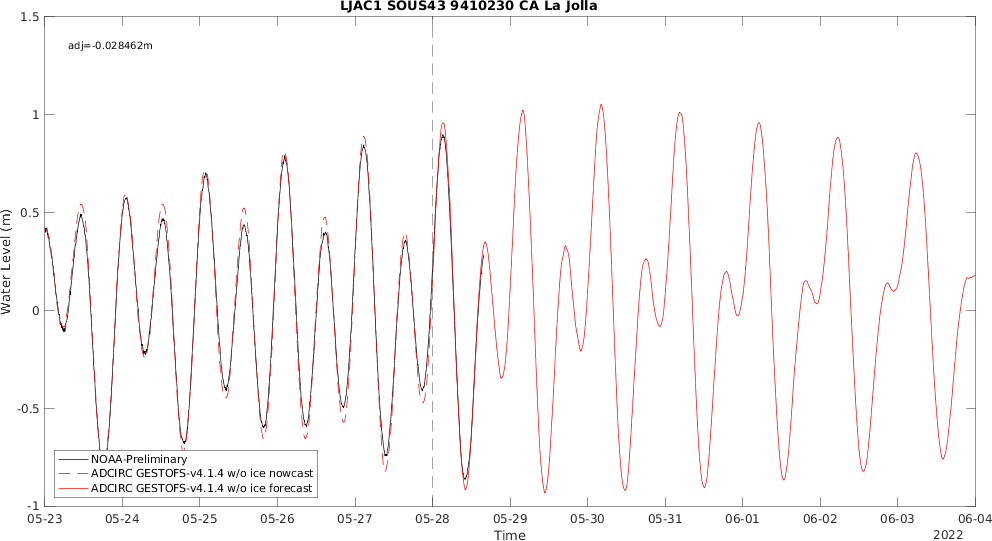 LJAC1 SOUS43 9410230 CA La Jolla
adj=-0.028462m
1.5
1
0.5
0
-0.5
-1
Water Level (m)
NOAA-Preliminary
ADCIRC GESTOFS-v4.1.4 w/o ice nowcast
ADCIRC GESTOFS-v4.1.4 w/o ice forecast
05-23 05-24 05-25 05-26 05-27 05-28 05-29 05-30 05-31 06-01 06-02 06-03 06-04
Time
2022